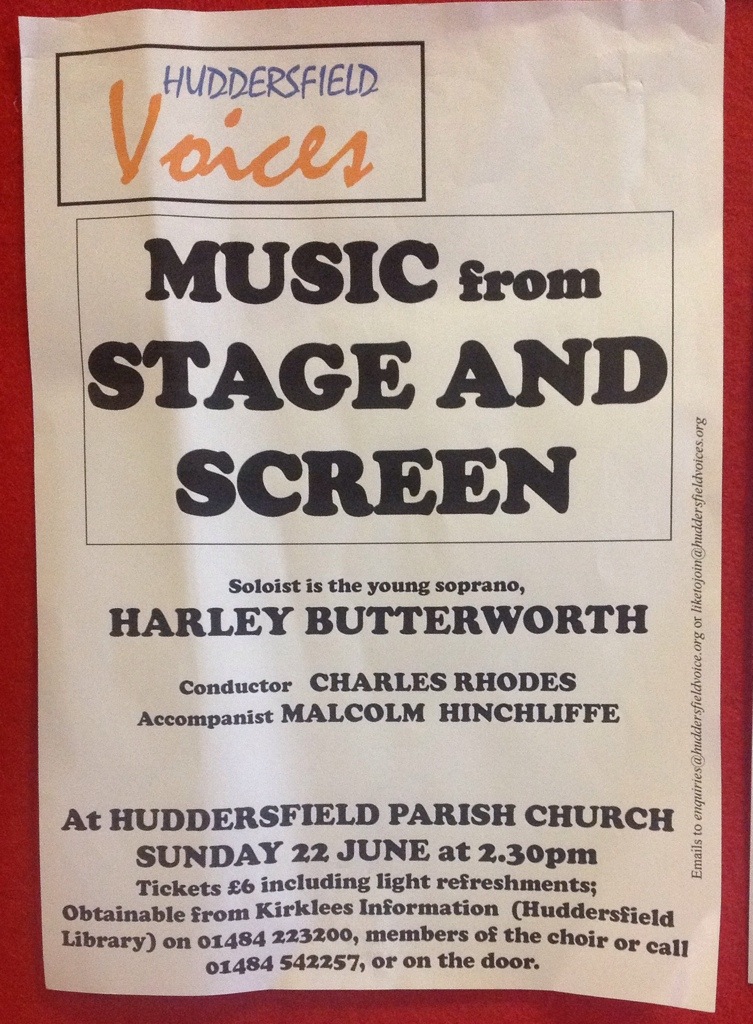 HUDDERSFIELD
Voices
MUSIC from
STAGE AND
SCREEN
Soloist is the young soprano,
HARLEY BUTTERWORTH
Conductor CHARLES RHODES
Accompanist MALCOLM HINCHLIFFE
At HUDDERSFIELD PARISH CHURCH
SUNDAY 22 JUNE at 2.30pm
Tickets £6 including light refreshments;
Obtainable from Kirklees Information (Huddersfield
Library) on 01484 223200, members of the choir or call
01484 542257, or on the door.
Emails to enquiries@huddersfieldvoice.org or liketojoin@huddersfieldvoices.org